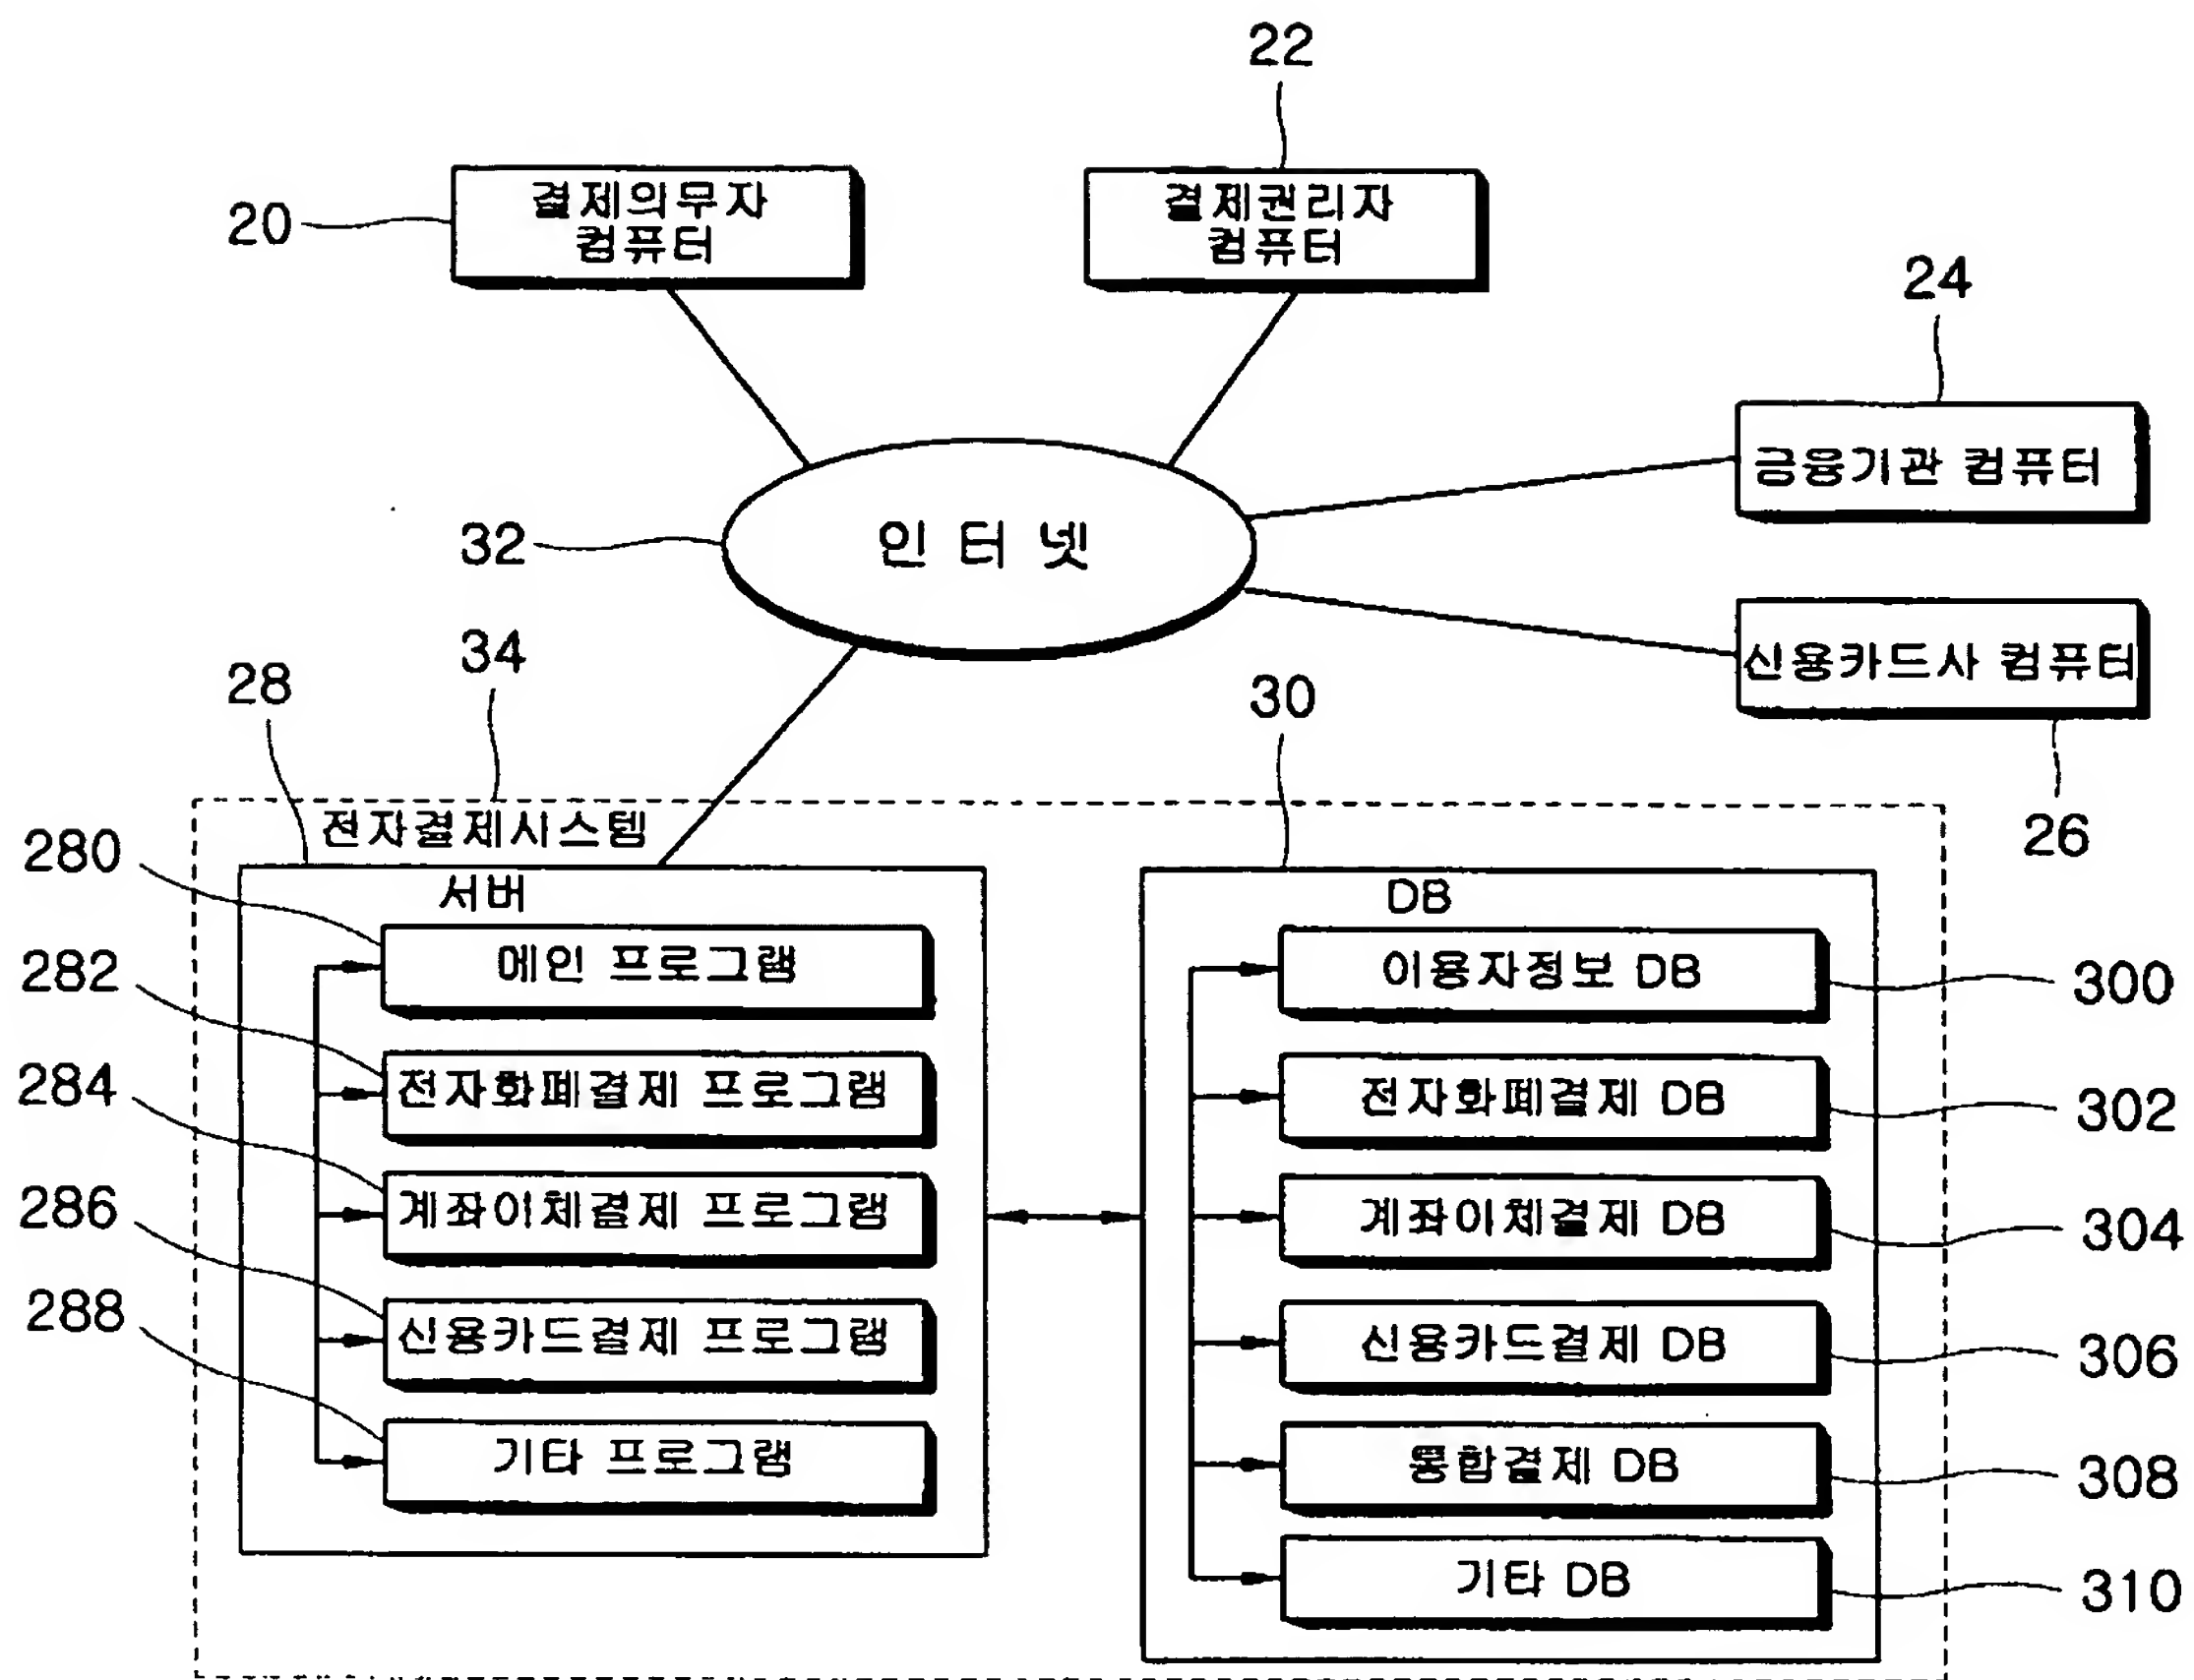 22
20
결제의무자
컴퓨터
결제권리자
컴퓨터
24
금융기관 컴퓨터
32
인 터 넷
신용카드사 컴퓨터
26
34
28
30
전자결제시스템
서버
DB
280
메인 프로그램
282
전자화폐결제 프로그램
284
계좌이체결제 프로그램
286
신용카드결제 프로그램
288
기타 프로그램
이용자정보 DB
300
전자화폐결제 DB
302
계좌이체결제 DB
304
신용카드결제 DB
306
통합결제 DB
308
기타 DB
310